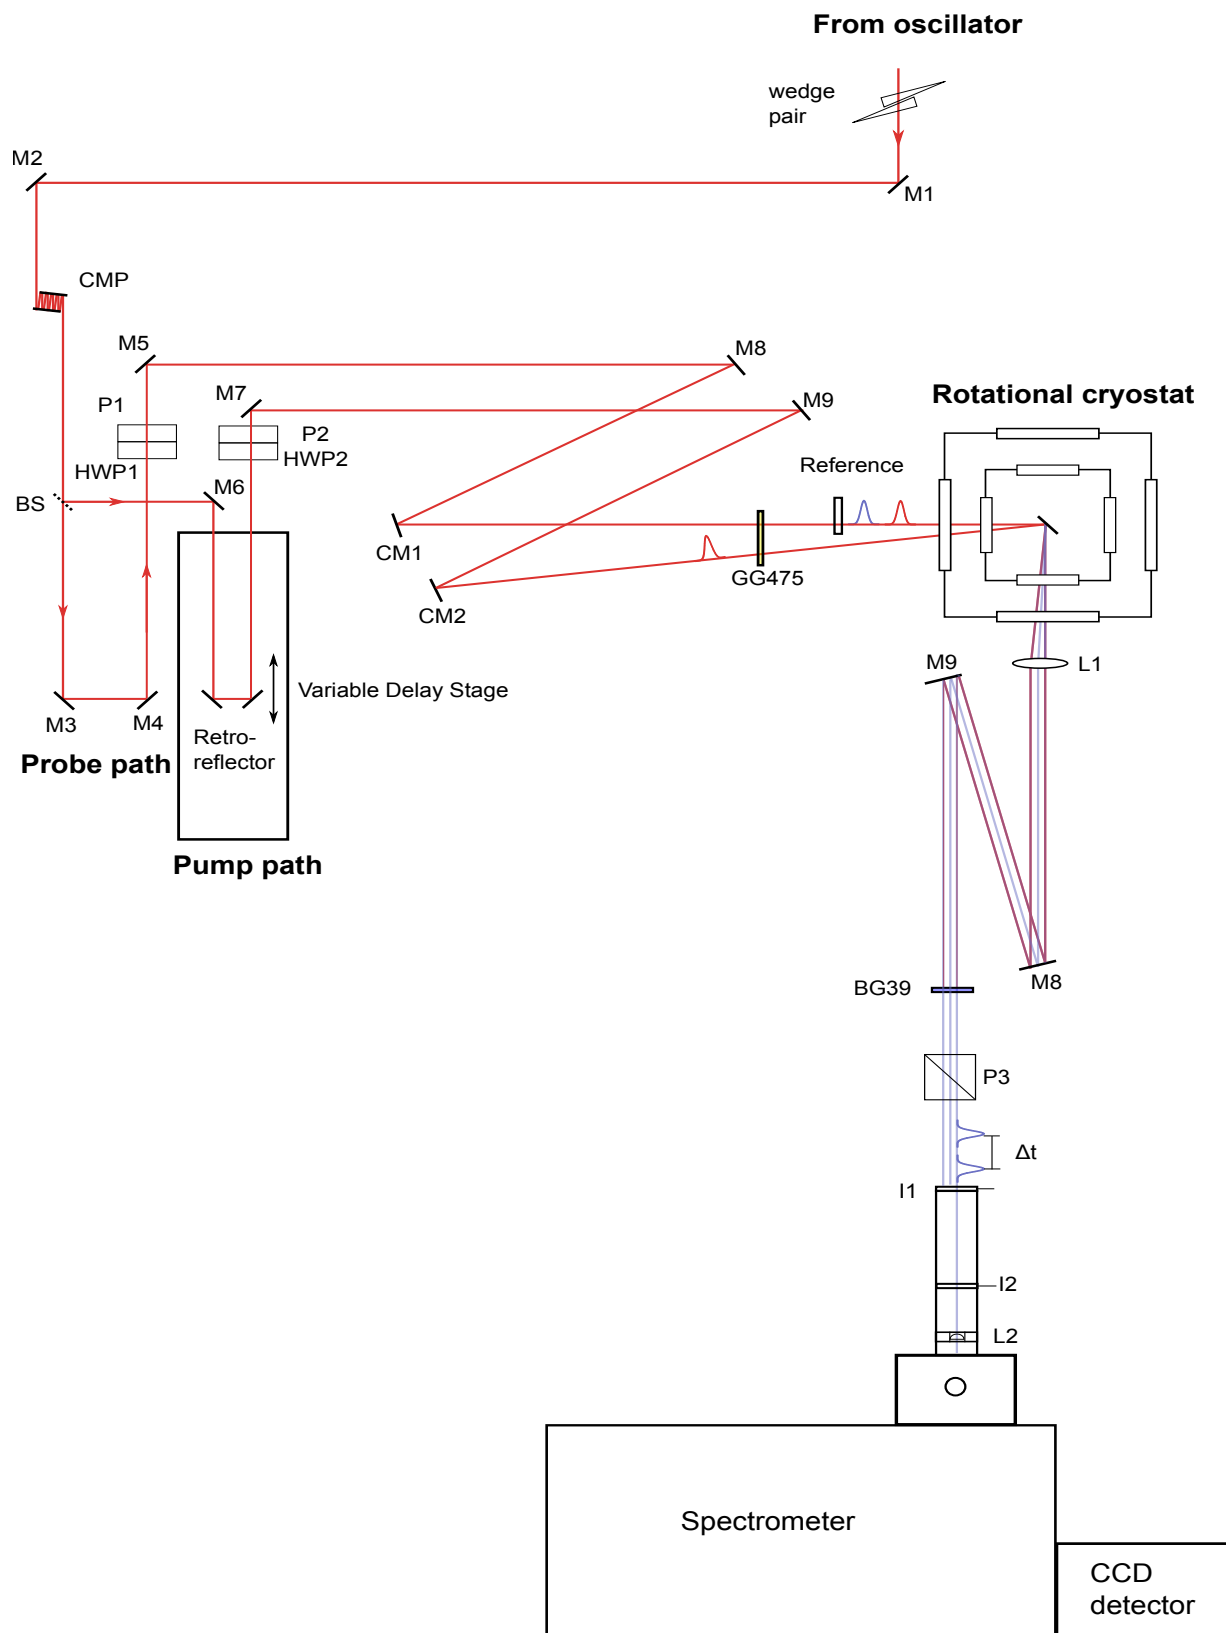 From oscillator
wedge
pair
M2
M1
CMP
M5
M8
M7
M9
Rotational cryostat
P1
P2
HWP1
HWP2
Reference
BS
M6
CM1
GG475
CM2
M9
L1
Variable Delay Stage
M3
M4
Retro-
reflector
Probe path
Pump path
BG39
M8
P3
Δt
I1
I2
L2
Spectrometer
CCD
detector